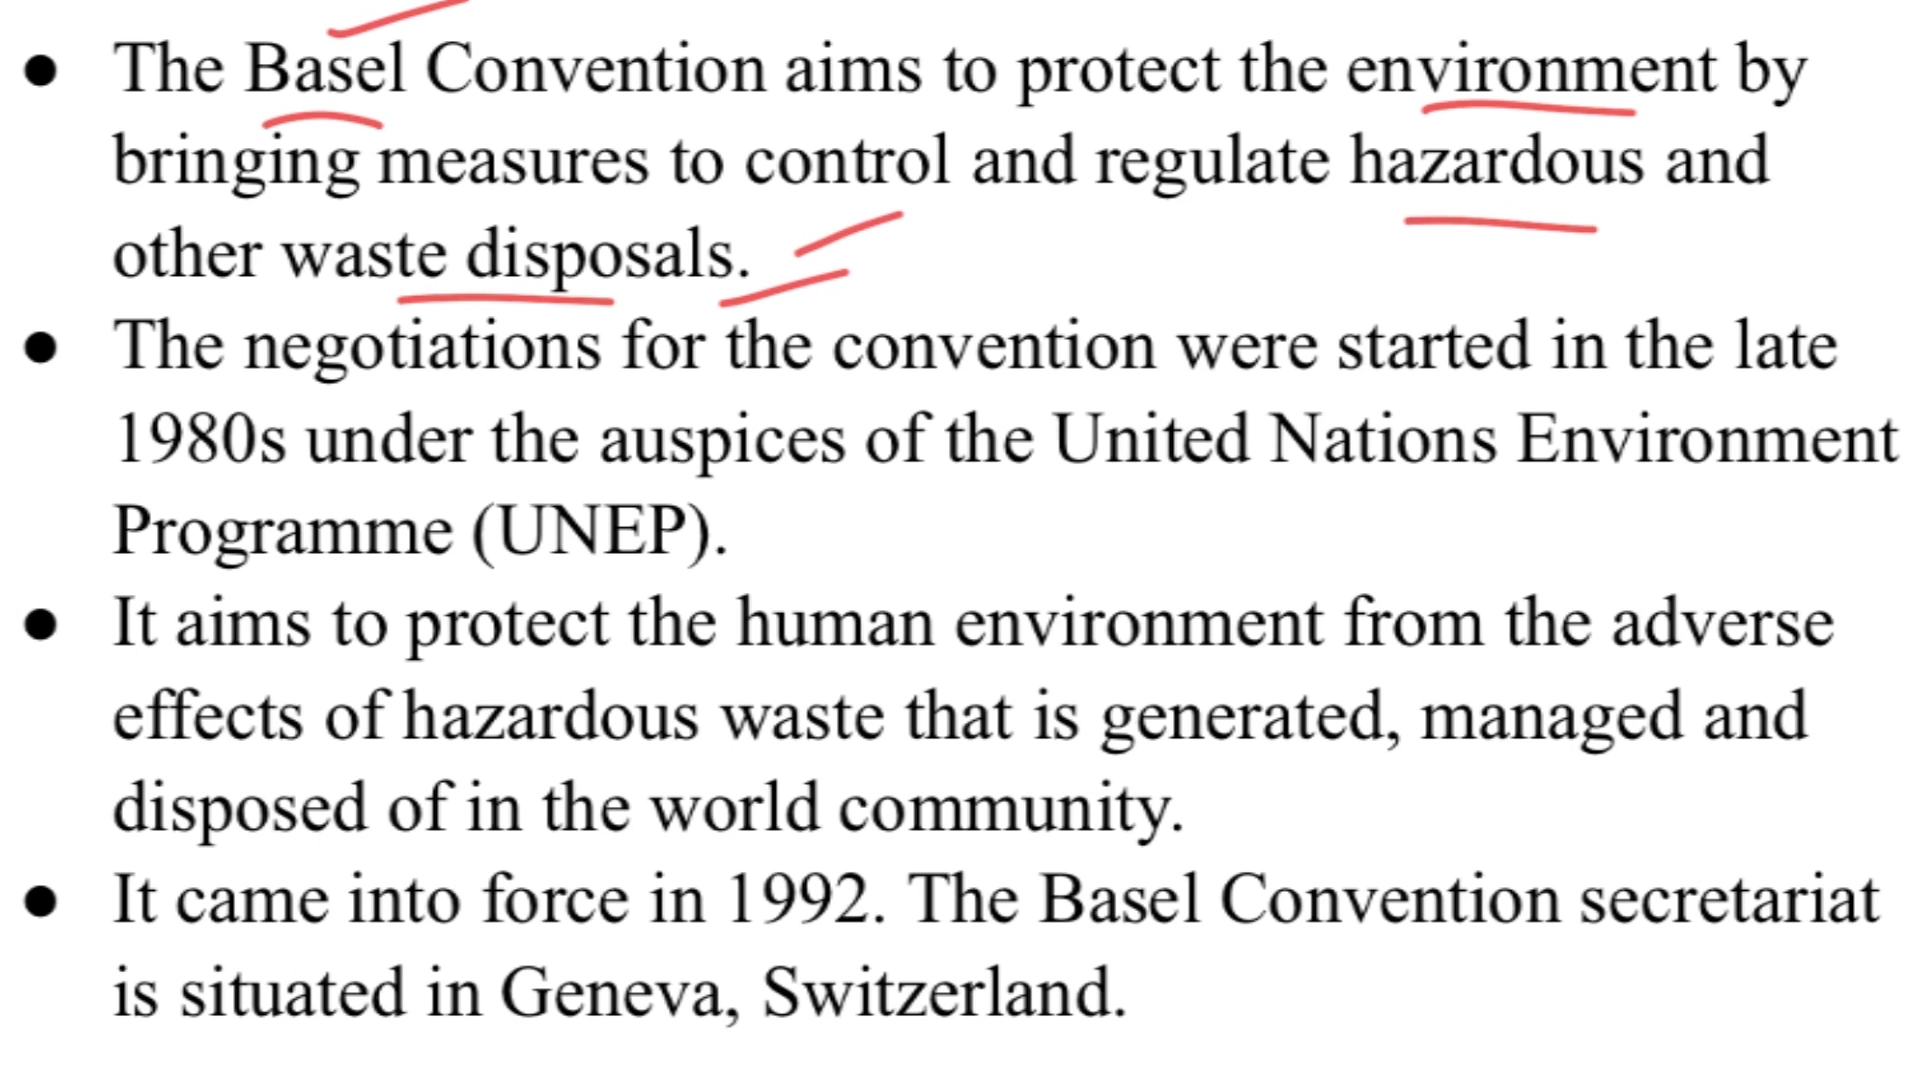 ● The Basel Convention aims to protect the environment by
bringing measures to control and regulate hazardous and
other waste disposals.
● The negotiations for the convention were started in the late
1980s under the auspices of the United Nations Environment
Programme (UNEP).
● It aims to protect the human environment from the adverse
effects of hazardous waste that is generated, managed and
disposed of in the world community.
● It came into force in 1992. The Basel Convention secretariat
is situated in Geneva, Switzerland.